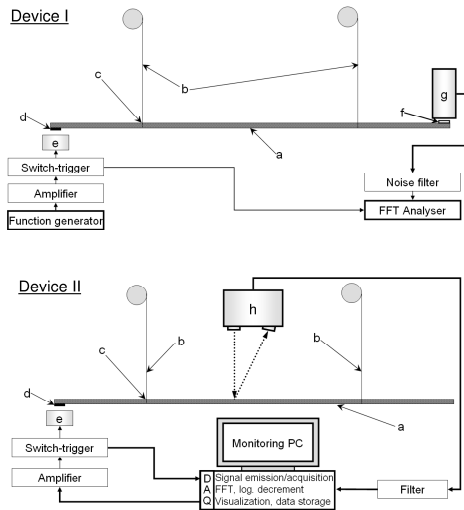 Device I
c
b
d
f
g
e
a
Switch-trigger
Amplifier
Function generator
Noise filter
FFT Analyser
Device II
h
c
b
b
d
e
a
Switch-trigger
Amplifier
Monitoring PC
D Signal emission/acquisition
A FFT, log. decrement
Q Visualization, data storage
Filter